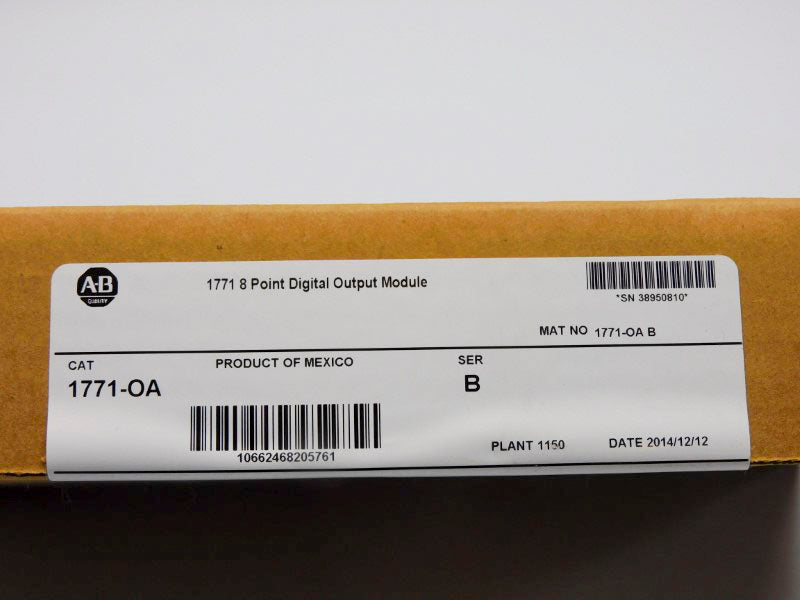 A-B
QUALITY
1771 8 Point Digital Output Module
*SN 38950810*
MAT NO 1771-OA B
CAT
PRODUCT OF MEXICO
SER
1771-OA
B
10662468205761
PLANT 1150
DATE 2014/12/12